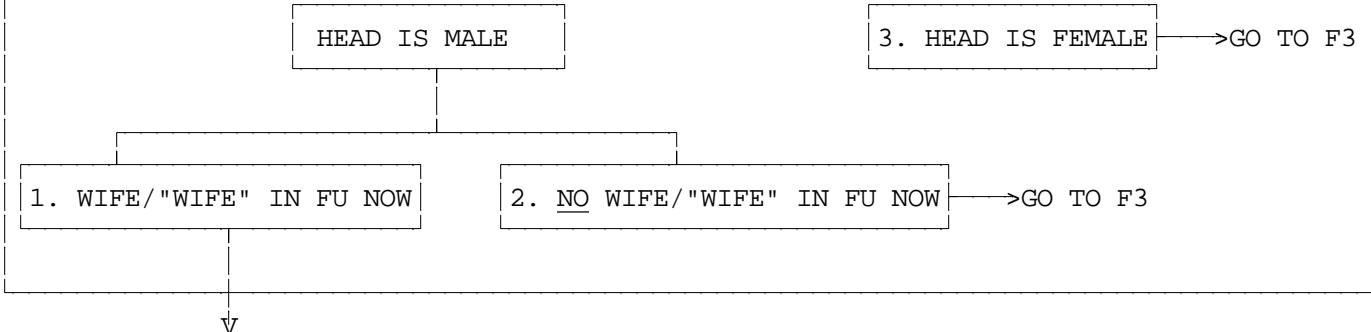 HEAD IS MALE 3. HEAD IS FEMALE >GO TO F3
1. WIFE/"WIFE" IN FU NOW 2. NO WIFE/"WIFE" IN FU NOW >GO TO F3
V